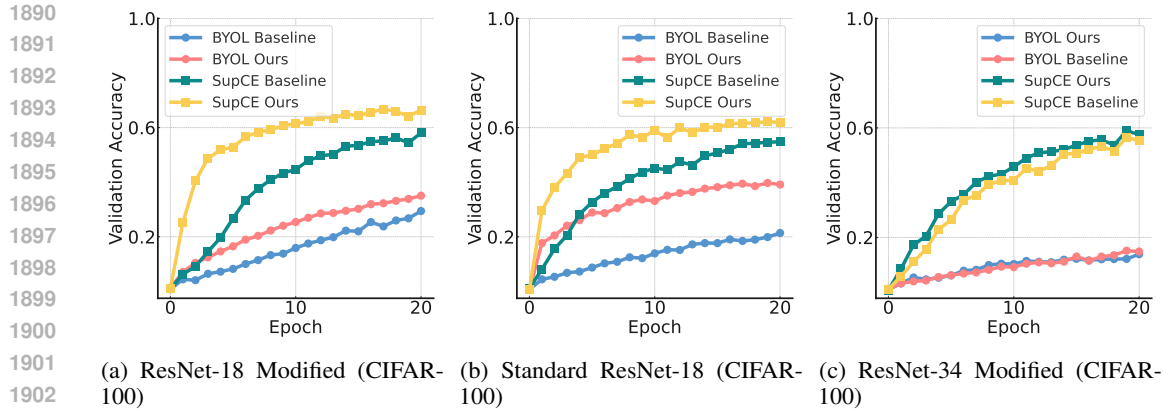 1890
1891
1892
1893
1894
1895
1896
1897
1898
1899
1900
1901
1902
1.0
0.6
0.2
Validation Accuracy
BYOL Baseline
BYOL Ours
SupCE Baseline
SupCE Ours
0 10 20
Epoch
(a) ResNet-18 Modified (CIFAR-
100)
1.0
0.6
0.2
Validation Accuracy
BYOL Baseline
BYOL Ours
SupCE Baseline
SupCE Ours
0 10 20
Epoch
(b) Standard ResNet-18 (CIFAR-
100)
1.0
0.6
0.2
Validation Accuracy
BYOL Ours
BYOL Baseline
SupCE Ours
SupCE Baseline
0 10 20
Epoch
(c) ResNet-34 Modified (CIFAR-
100)